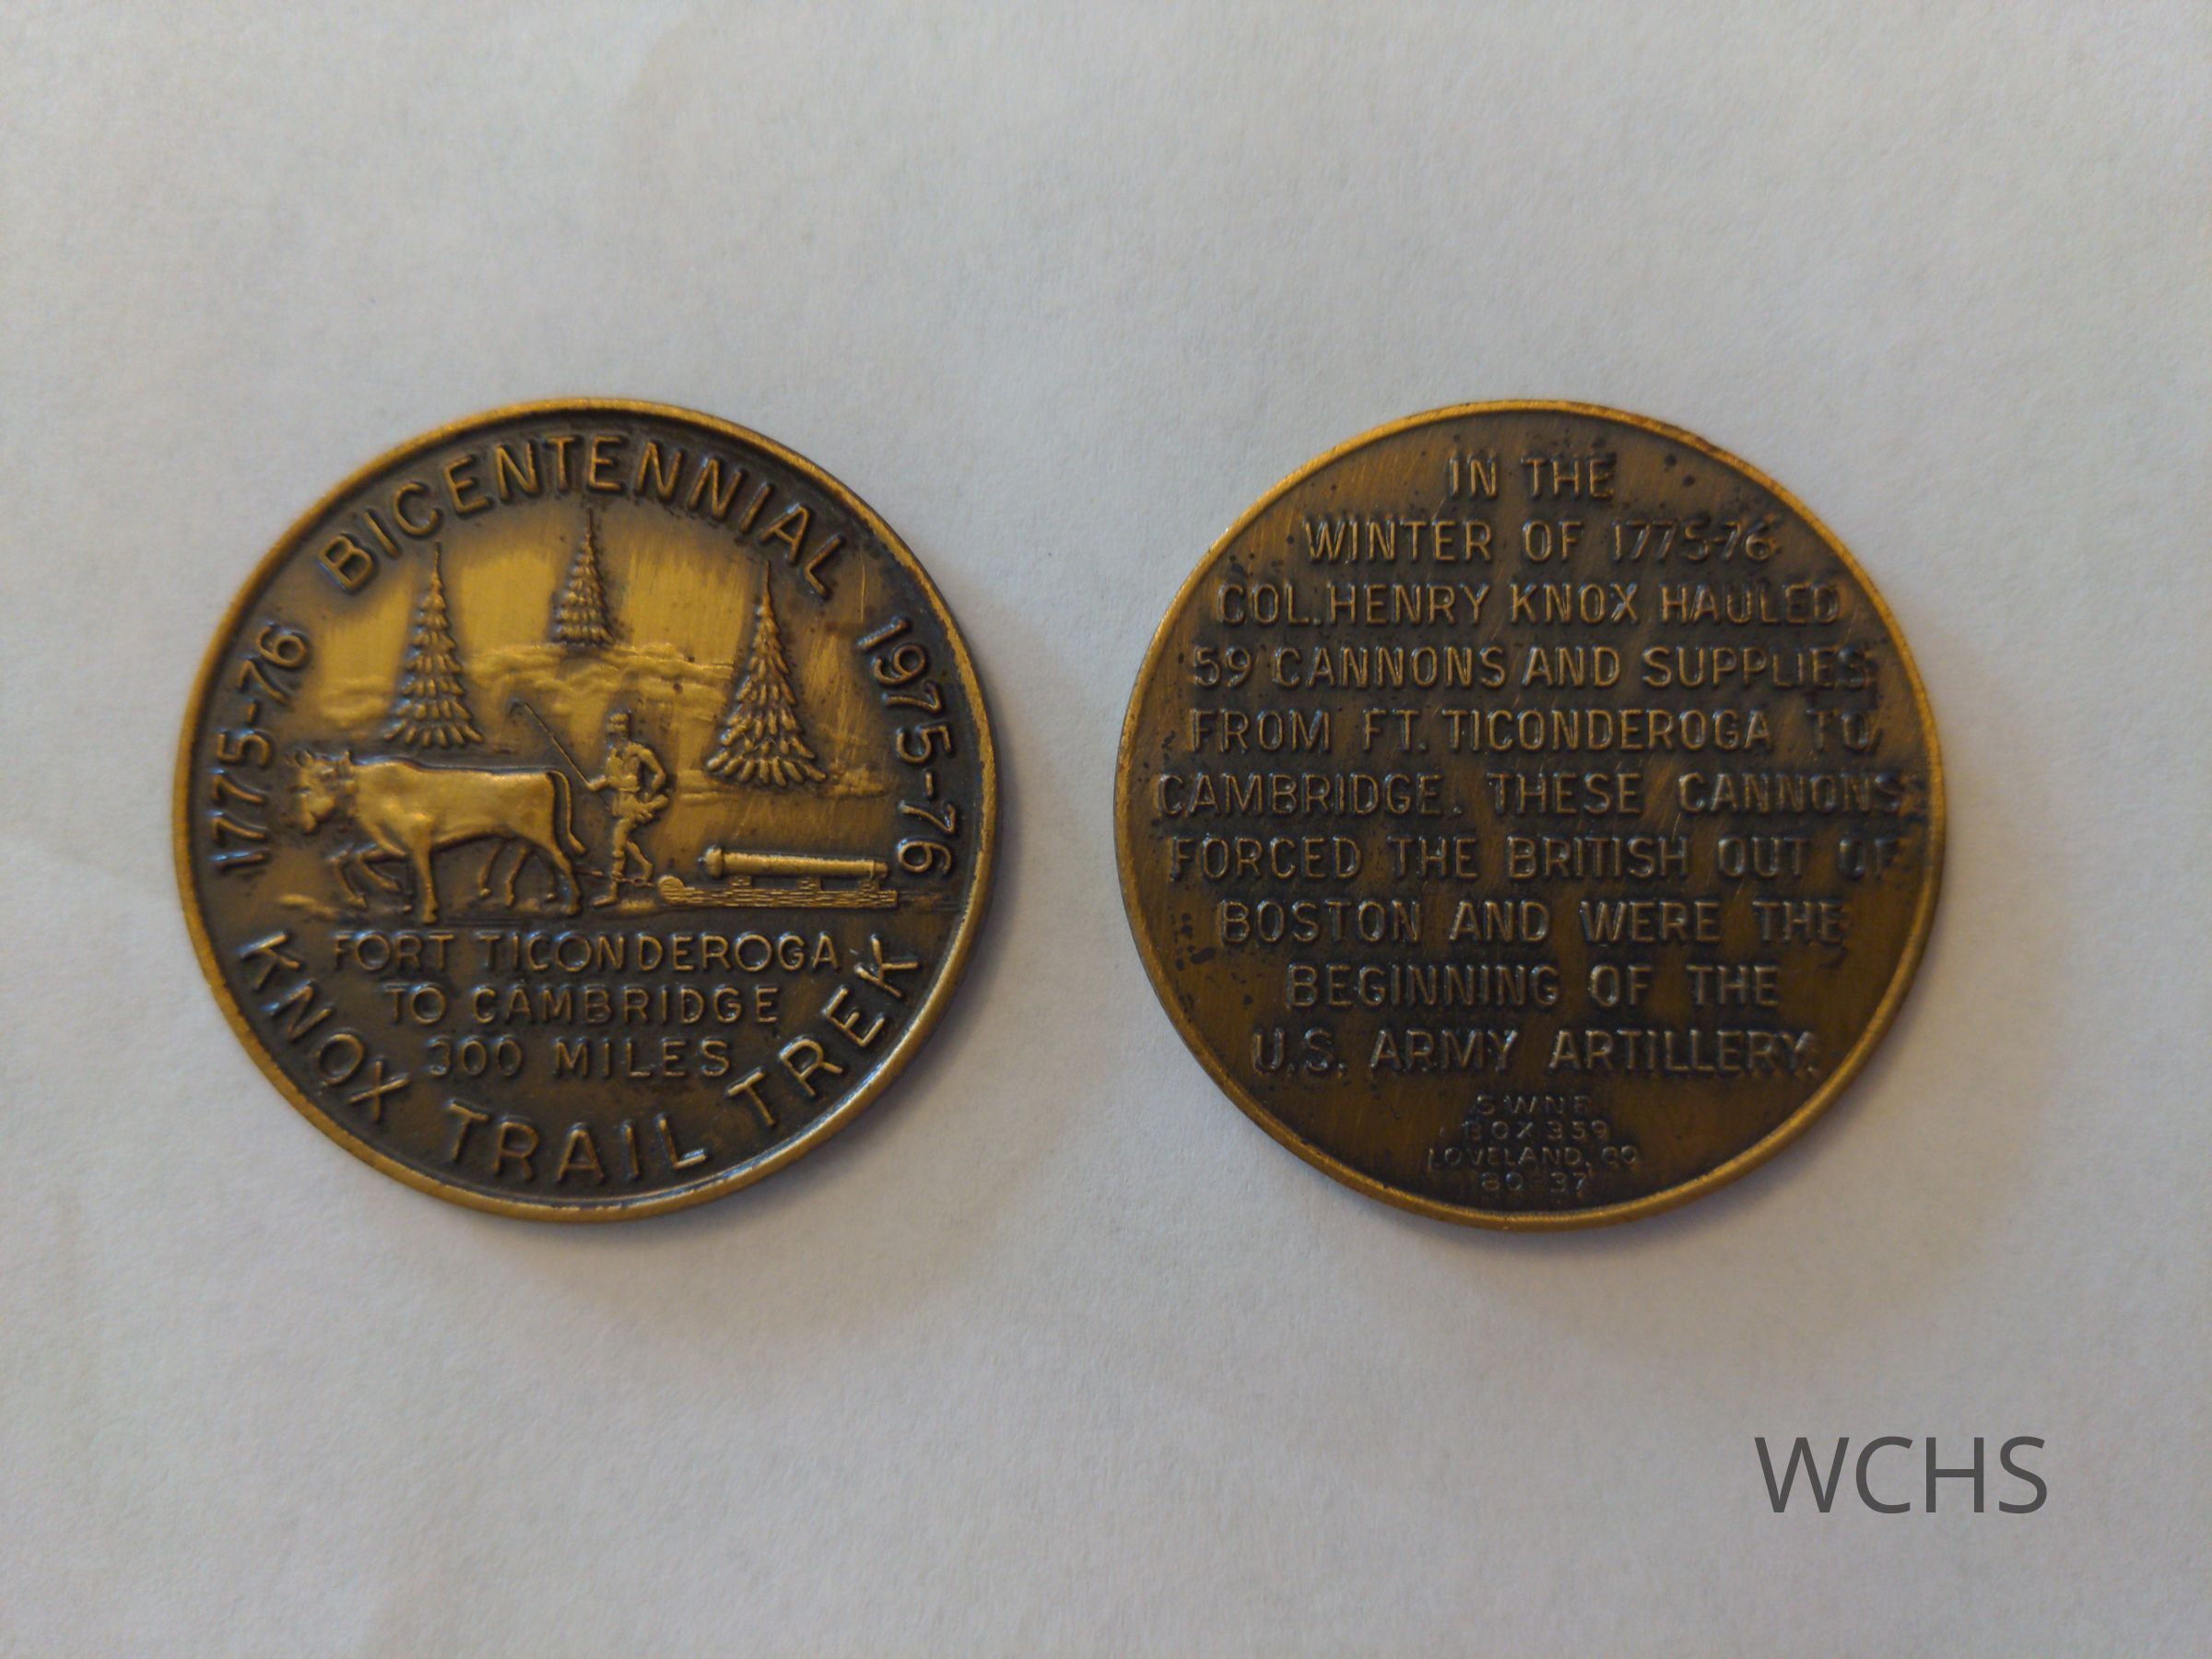 1775-76 BICENTENNIAL 1975-76
FORT TICONDEROGA
TO CAMBRIDGE
300 MILES
KNOX TRAIL TREK
IN THE
WINTER OF 1775-76
COL. HENRY KNOX HAULED
59 CANNONS AND SUPPLIES
FROM FT. TICONDEROGA TO
CAMBRIDGE. THESE CANNONS
FORCED THE BRITISH OUT OF
BOSTON AND WERE THE
BEGINNING OF THE
U.S. ARMY ARTILLERY.
BOX 359
LOVELAND, CO
WCHS